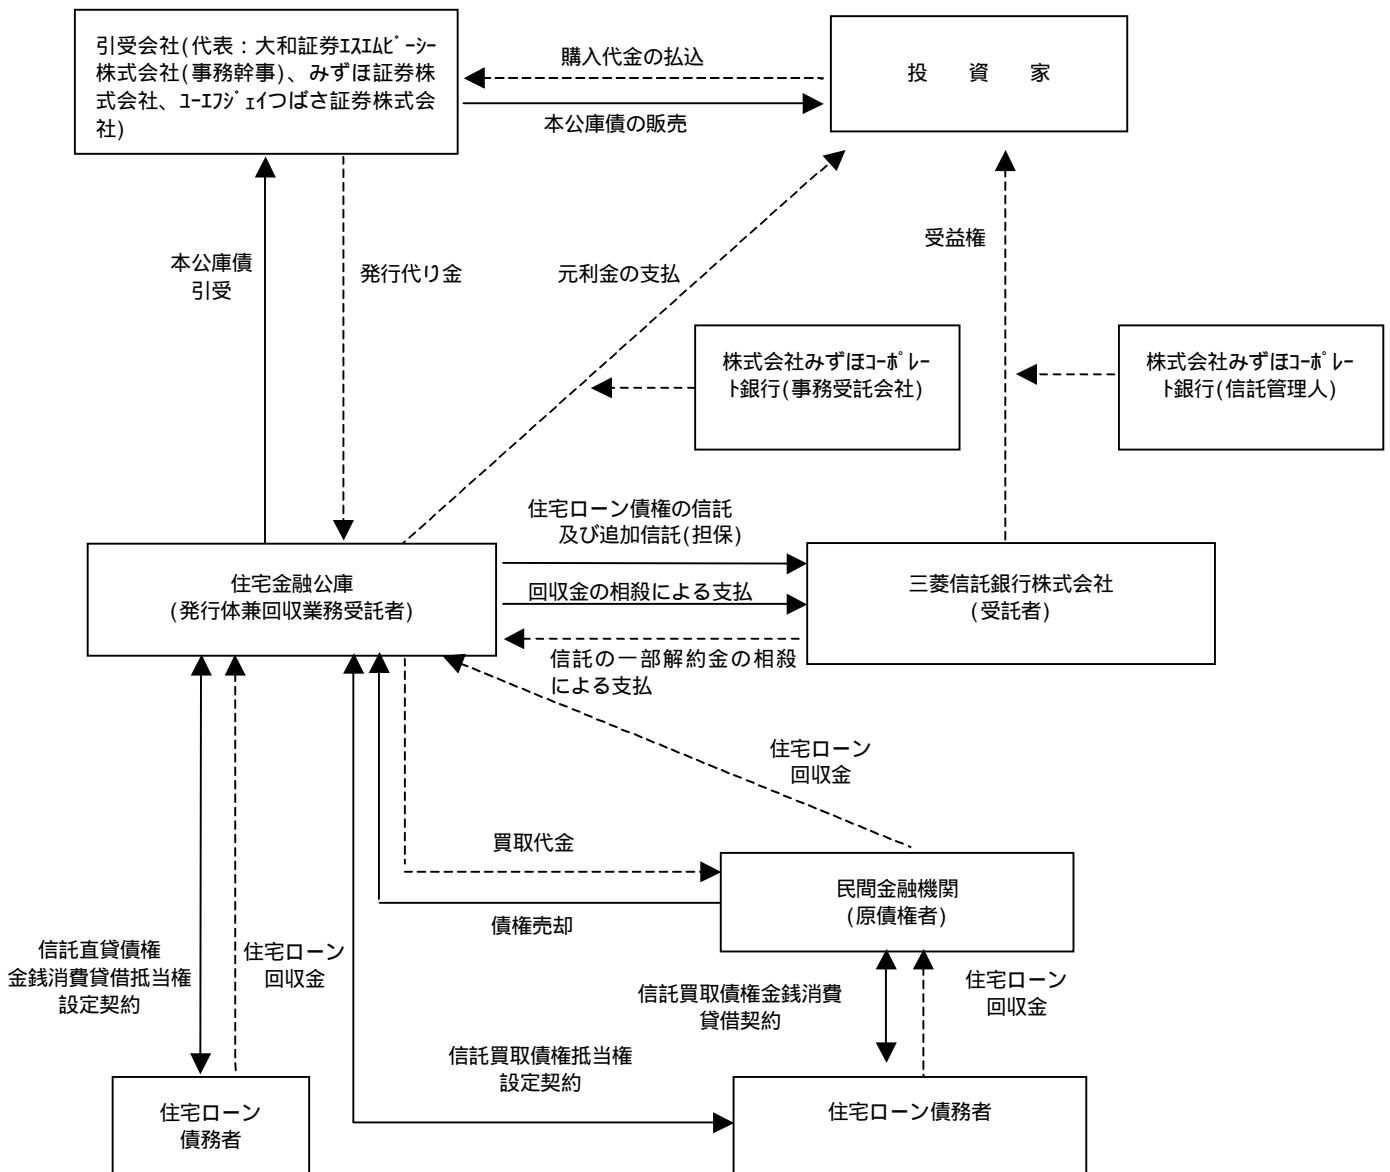 引受会社(代表：大和証券ｴｽｴﾑﾋﾞｰｼｰ
株式会社(事務幹事)、みずほ証券株
式会社、ﾕｰｴﾌｼﾞｪｲつばさ証券株式会
社)
購入代金の払込
投　資　家
本公庫債の販売
本公庫債
引受
発行代り金
元利金の支払
受益権
株式会社みずほｺｰﾎﾟﾚｰ
ﾄ銀行(事務受託会社)
株式会社みずほｺｰﾎﾟﾚｰ
ﾄ銀行(信託管理人)
住宅ローン債権の信託
及び追加信託(担保)
住宅金融公庫
(発行体兼回収業務受託者)
回収金の相殺による支払
三菱信託銀行株式会社
(受託者)
信託の一部解約金の相殺
による支払
住宅ローン
回収金
買取代金
民間金融機関
(原債権者)
債権売却
信託直貸債権
金銭消費貸借抵当権
設定契約
住宅ローン
回収金
信託買取債権金銭消費
貸借契約
住宅ローン
回収金
信託買取債権抵当権
設定契約
住宅ローン
債務者
住宅ローン債務者